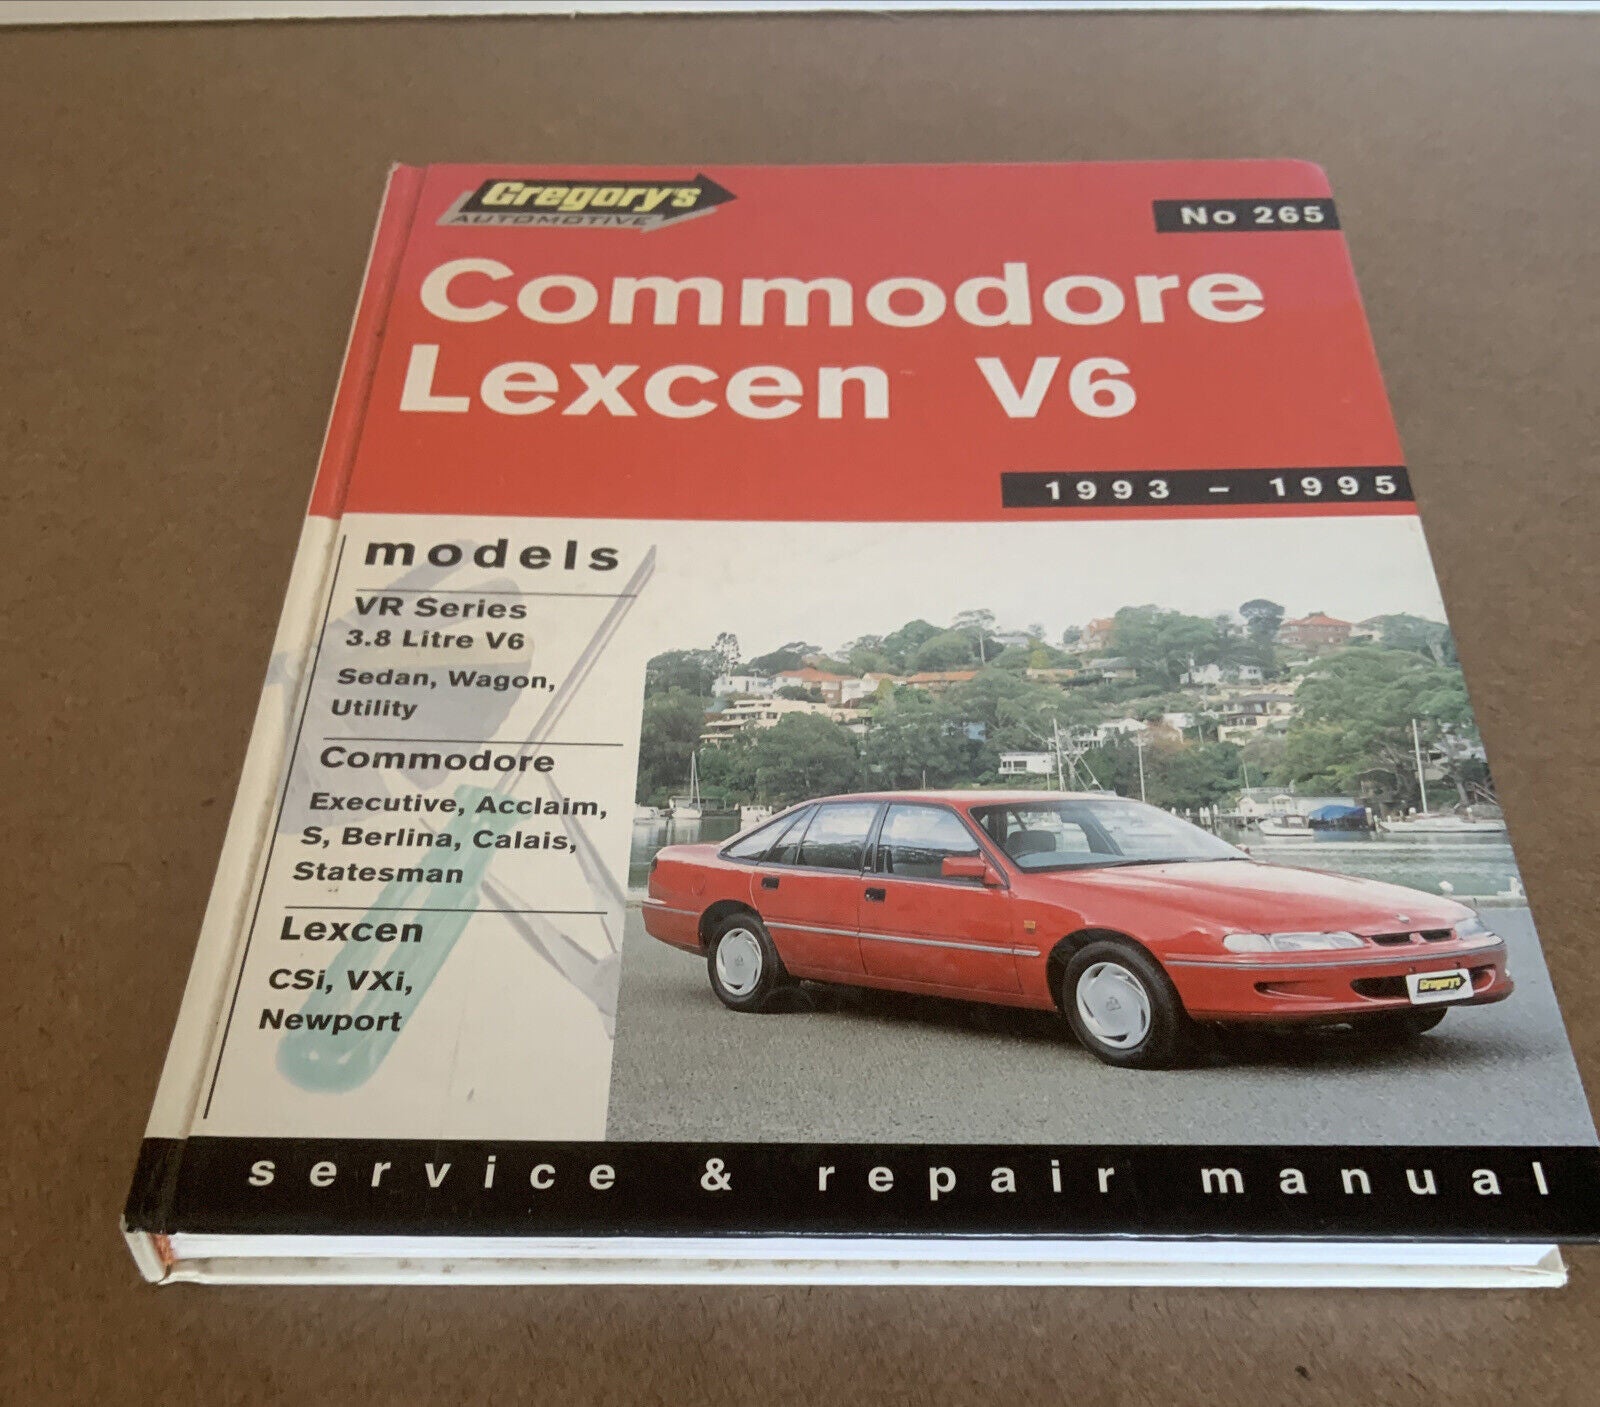 Gregory's
AUTOMOTIVE
No 265
Commodore
Lexcen V6
1993 – 1995
models
VR Series
3.8 Litre V6
Sedan, Wagon,
Utility
Commodore
Executive, Acclaim,
S, Berlina, Calais,
Statesman
Lexcen
CSi, VXi,
Newport
Gregory's
service & repair manual